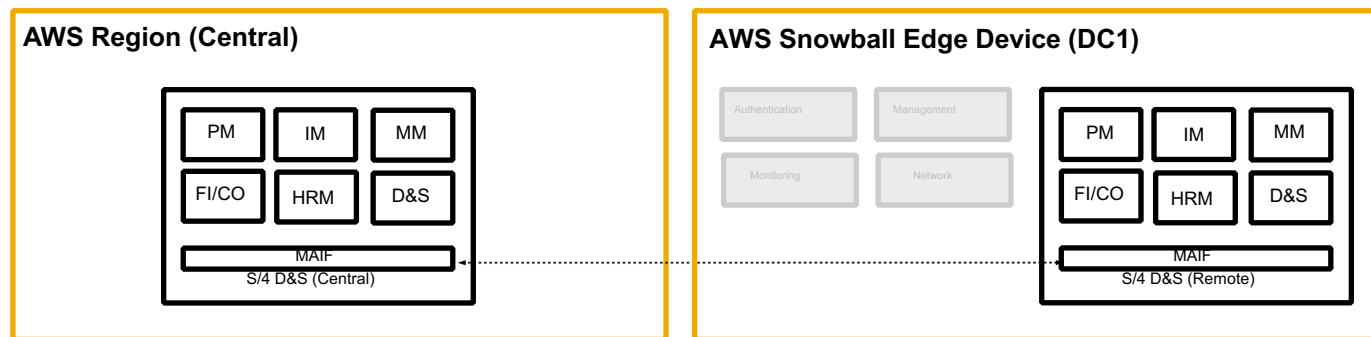 AWS Region (Central)
PM IM MM
FI/CO HRM D&S
MAIF
S/4 D&S (Central)
AWS Snowball Edge Device (DC1)
Authentication Management
Monitoring Network
PM IM MM
FI/CO HRM D&S
MAIF
S/4 D&S (Remote)